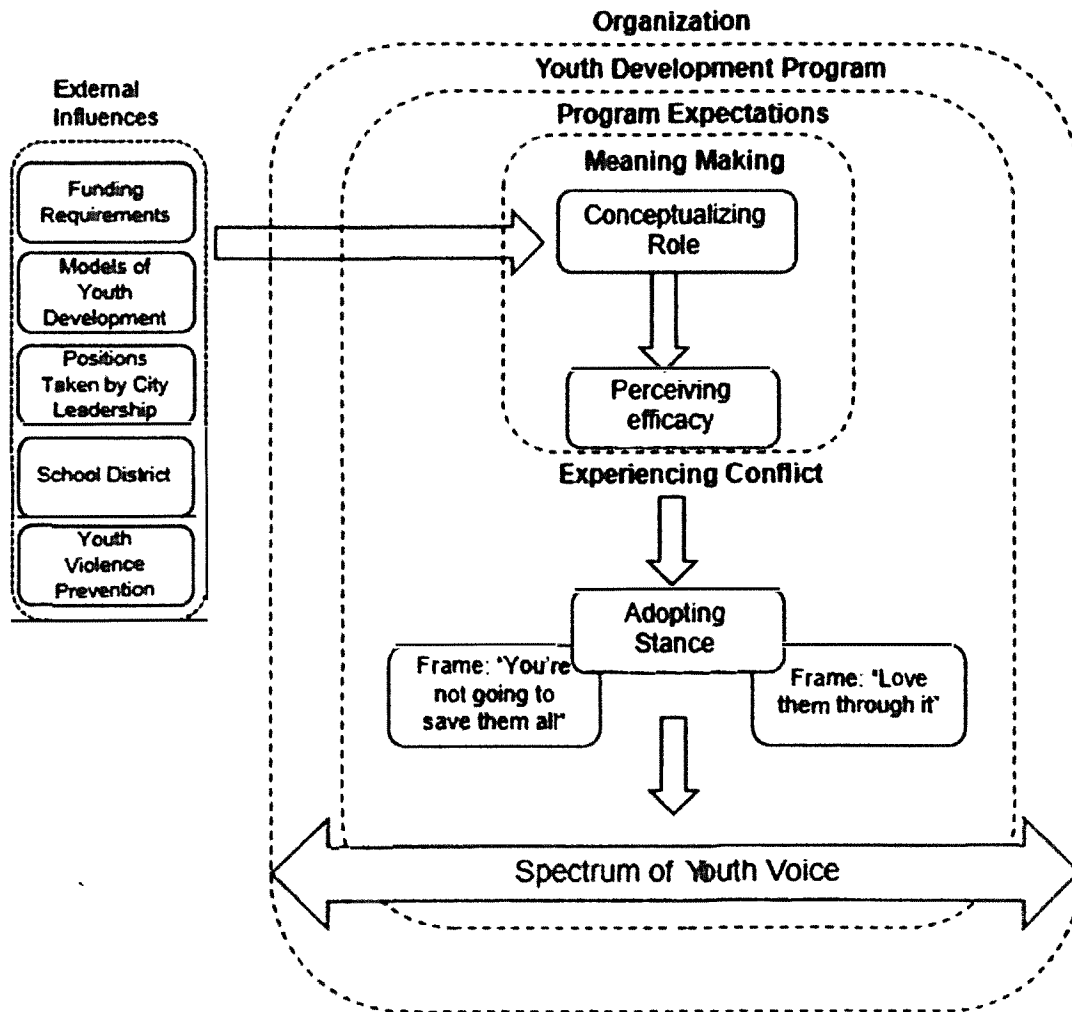 Organization
Youth Development Program
Program Expectations
Meaning Making
Conceptualizing
Role
Perceiving
efficacy
Experiencing Conflict
Adopting
Stance
Frame: "You're
not going to
save them all"
Frame: "Love
them through it"
Spectrum of Youth Voice
External
Influences
Funding
Requirements
Models of
Youth
Development
Positions
Taken by City
Leadership
School District
Youth
Violence
Prevention